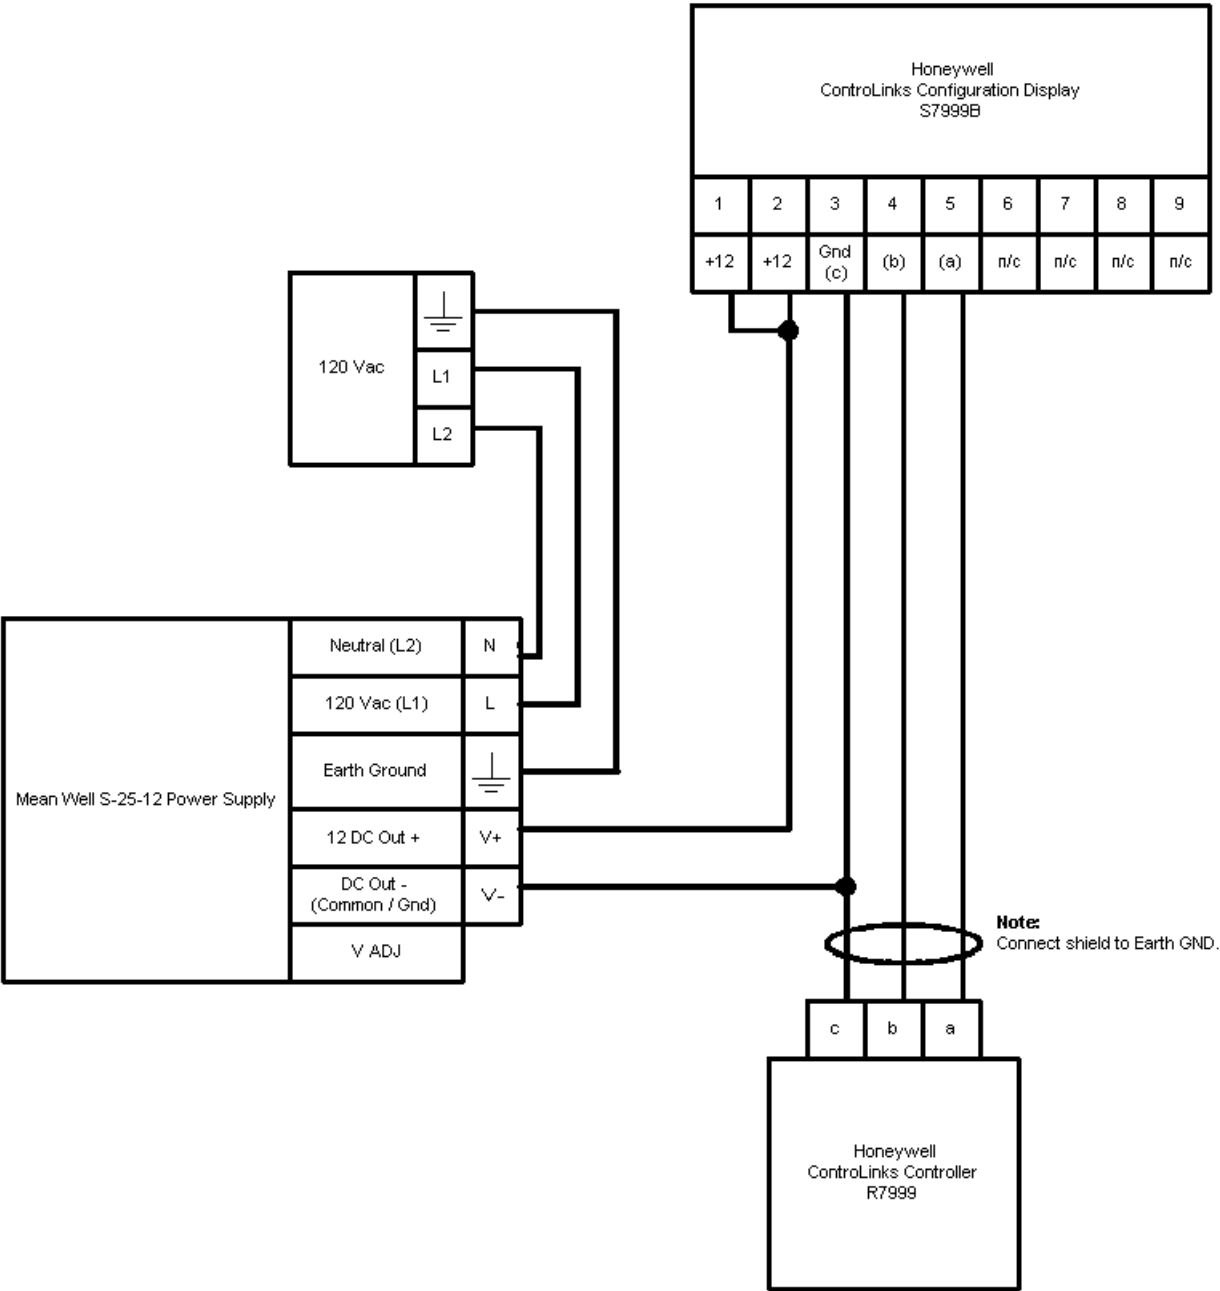 Honeywell
ControLinks Configuration Display
S7999B
1 2 3 4 5 6 7 8 9
+12 +12 Gnd (c) (b) (a) n/c n/c n/c n/c
120 Vac
L1
L2
Neutral (L2) N
120 Vac (L1) L
Earth Ground
Mean Well S-25-12 Power Supply
12 DC Out + V+
DC Out -
(Common / Gnd) V-
V ADJ
Note:
Connect shield to Earth GND.
c b a
Honeywell
ControLinks Controller
R7999